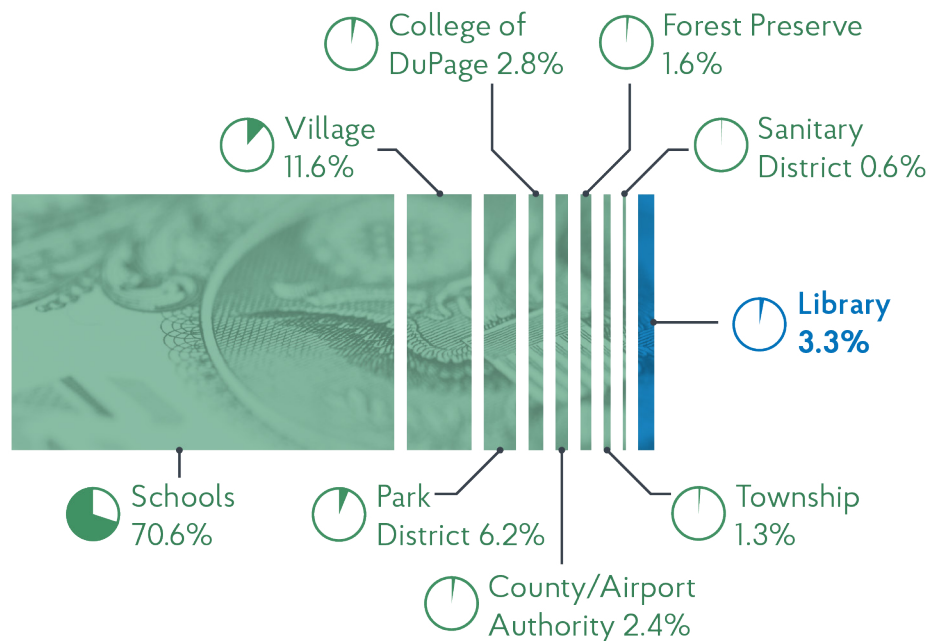 College of
DuPage 2.8%
Forest Preserve
1.6%
Village
11.6%
Sanitary
District 0.6%
Library
3.3%
Schools
70.6%
Park
District 6.2%
Township
1.3%
County/Airport
Authority 2.4%